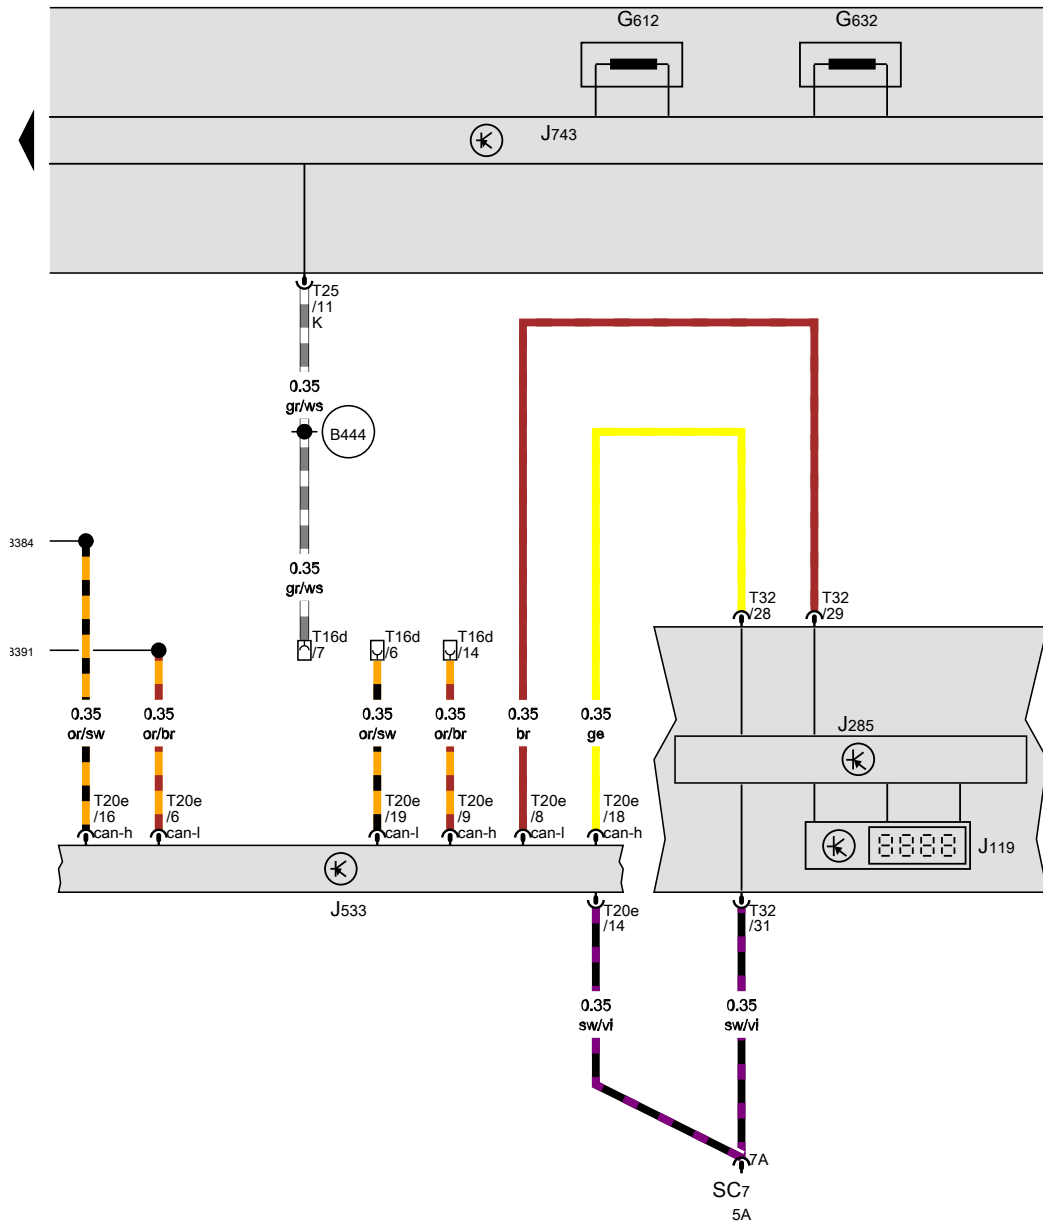 G612
G632
J743
T25
/11
K
0.35
gr/ws
B444
0.35
gr/ws
T16d
/7
T16d
/6
T16d
/14
T32
/28
T32
/29
0.35
or/sw
0.35
or/br
0.35
or/sw
0.35
or/br
0.35
br
0.35
ge
J285
T20e
/16
can-h
T20e
/6
can-l
T20e
/19
can-l
T20e
/9
can-h
T20e
/8
can-l
T20e
/18
can-h
J119
J533
T20e
/14
T32
/31
0.35
sw/vi
0.35
sw/vi
7A
SC7
5A